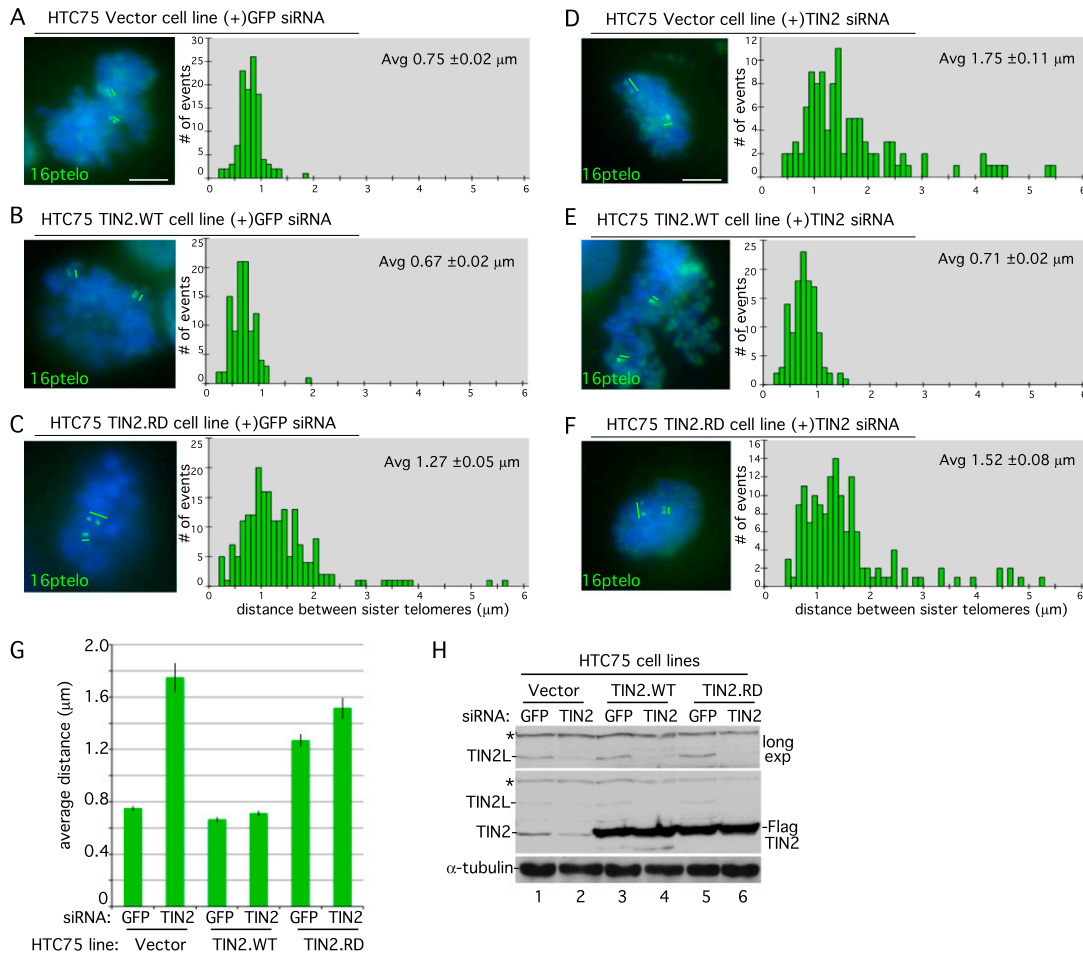 A
HTC75 Vector cell line (+)GFP siRNA
16ptelo
# of events
30
25
20
15
10
5
0
Avg 0.75 ±0.02 μm
0 1 2 3 4 5 6
B
HTC75 TIN2.WT cell line (+)GFP siRNA
16ptelo
# of events
25
20
15
10
5
0
Avg 0.67 ±0.02 μm
0 1 2 3 4 5 6
C
HTC75 TIN2.RD cell line (+)GFP siRNA
16ptelo
# of events
25
20
15
10
5
0
Avg 1.27 ±0.05 μm
0 1 2 3 4 5 6
distance between sister telomeres (μm)
D
HTC75 Vector cell line (+)TIN2 siRNA
16ptelo
# of events
12
10
8
6
4
2
0
Avg 1.75 ±0.11 μm
0 1 2 3 4 5 6
E
HTC75 TIN2.WT cell line (+)TIN2 siRNA
16ptelo
# of events
25
20
15
10
5
0
Avg 0.71 ±0.02 μm
0 1 2 3 4 5 6
F
HTC75 TIN2.RD cell line (+)TIN2 siRNA
16ptelo
# of events
16
14
12
10
8
6
4
2
0
Avg 1.52 ±0.08 μm
0 1 2 3 4 5 6
distance between sister telomeres (μm)
G
average distance (μm)
2.0
1.6
1.2
0.8
0.4
0
siRNA: GFP TIN2 GFP TIN2 GFP TIN2
HTC75 line: Vector TIN2.WT TIN2.RD
H
HTC75 cell lines
Vector TIN2.WT TIN2.RD
siRNA: GFP TIN2 GFP TIN2 GFP TIN2
*
TIN2L-
long
exp
*
TIN2L-
TIN2-
-Flag
TIN2
α-tubulin-
1 2 3 4 5 6